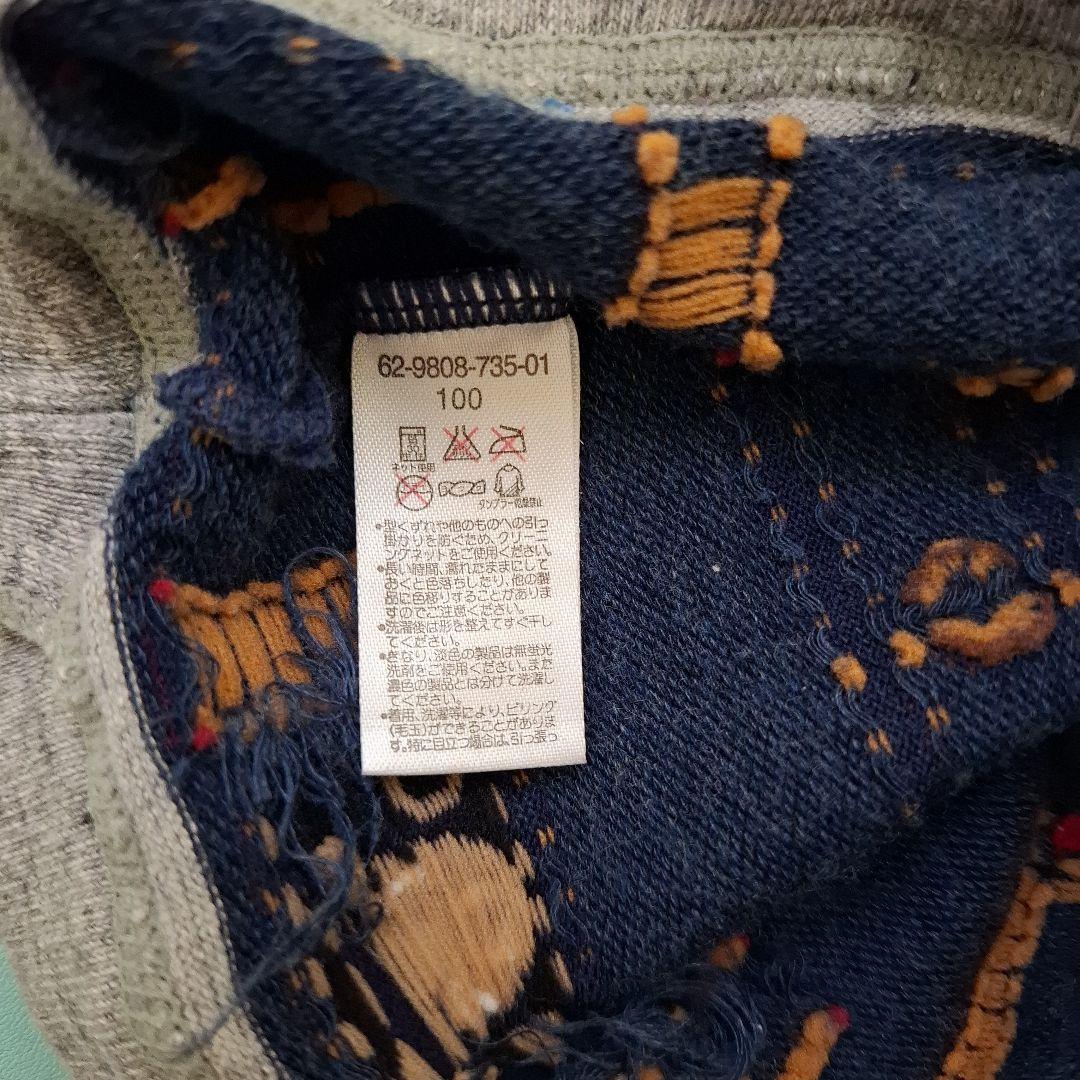 62-9808-735-01
100
ネット使用
タンブラー乾燥禁止
●型くずれや他のものへの引っ
掛かりを防ぐため、クリーニ
ングネットをご使用ください。
●長い時間、濡れたままにして
おくと色落ちしたり、他の製
品に色移りすることがありま
すのでご注意ください。
●洗濯後は形を整えてすぐ干し
てください。
●きなり、淡色の製品は無蛍光
洗剤をご使用ください。また
濃色の製品とは分けて洗濯し
てください。
●着用、洗濯等により、ピリング
(毛玉)ができることがありま
す。特に目立つ場合は、引っ張っ